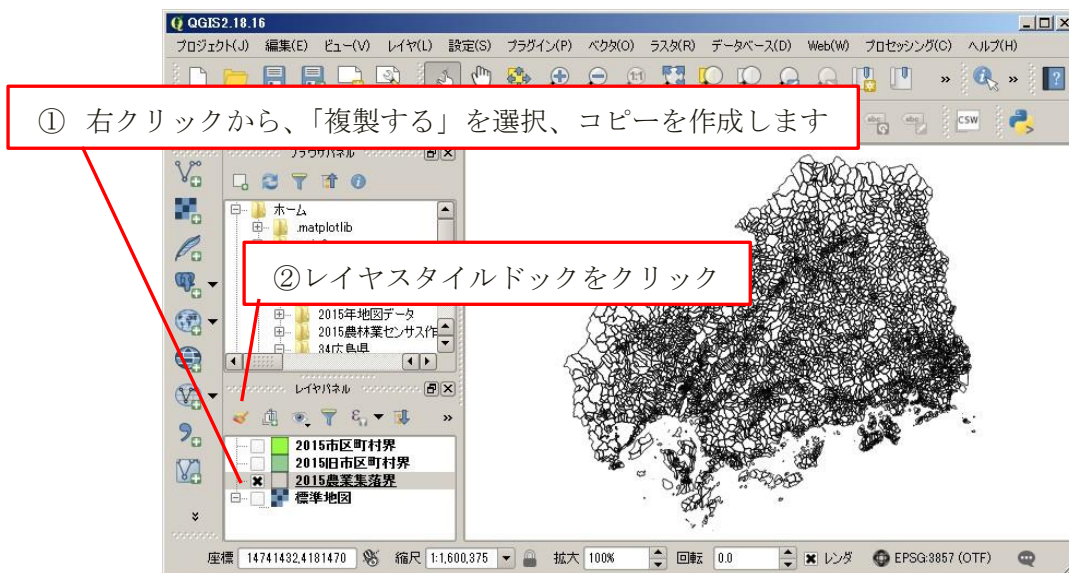 QGIS2.18.16
プロジェクト(J) 編集(E) ビュー(V) レイヤ(L) 設定(S) プラグイン(P) ベクタ(O) ラスタ(R) データベース(D) Web(W) プロセッシング(C) ヘルプ(H)
1:1
»
»
?
① 右クリックから、「複製する」を選択、コピーを作成します
abc
abc
CSW
ブラウザパネル
ホーム
.matplotlib
②レイヤスタイルドックをクリック
2015年地図データ
2015農林業センサス作
34広島県
レイヤパネル
»
2015市区町村界
2015旧市区町村界
2015農業集落界
標準地図
座標 14741432,4181470 縮尺 1:1,600,375 拡大 100% 回転 0.0 レンダ EPSG:3857 (OTF)